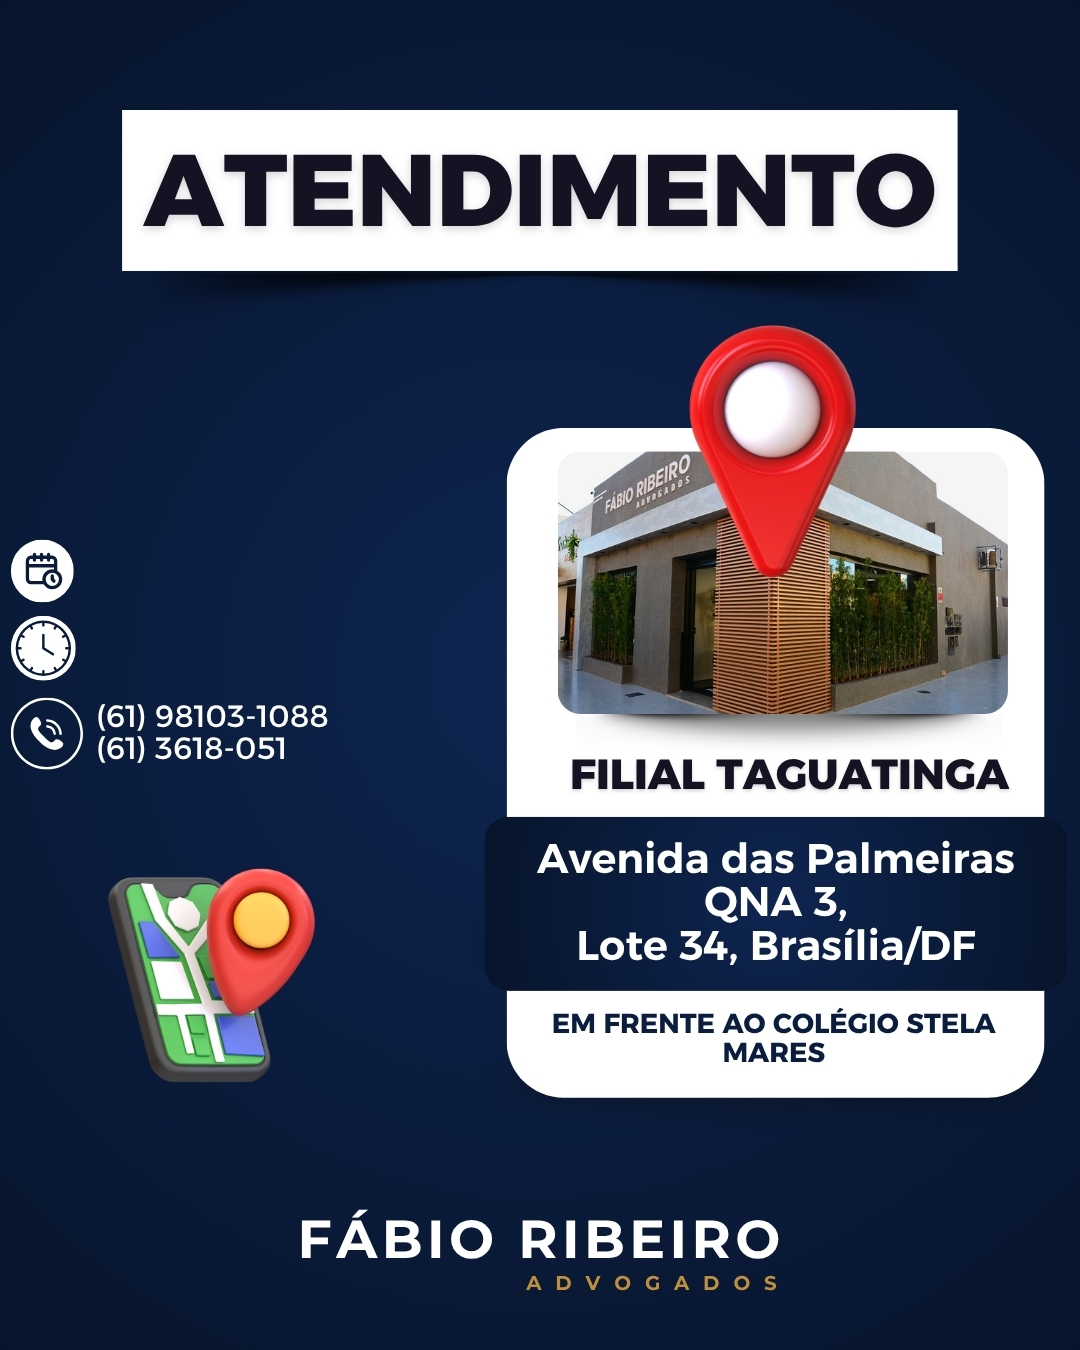 ATENDIMENTO
FÁBIO RIBEIRO
ADVOGADOS
(61) 98103-1088
(61) 3618-051
FILIAL TAGUATINGA
Avenida das Palmeiras
QNA 3,
Lote 34, Brasília/DF
EM FRENTE AO COLÉGIO STELA
MARES
FÁBIO RIBEIRO
ADVOGADOS